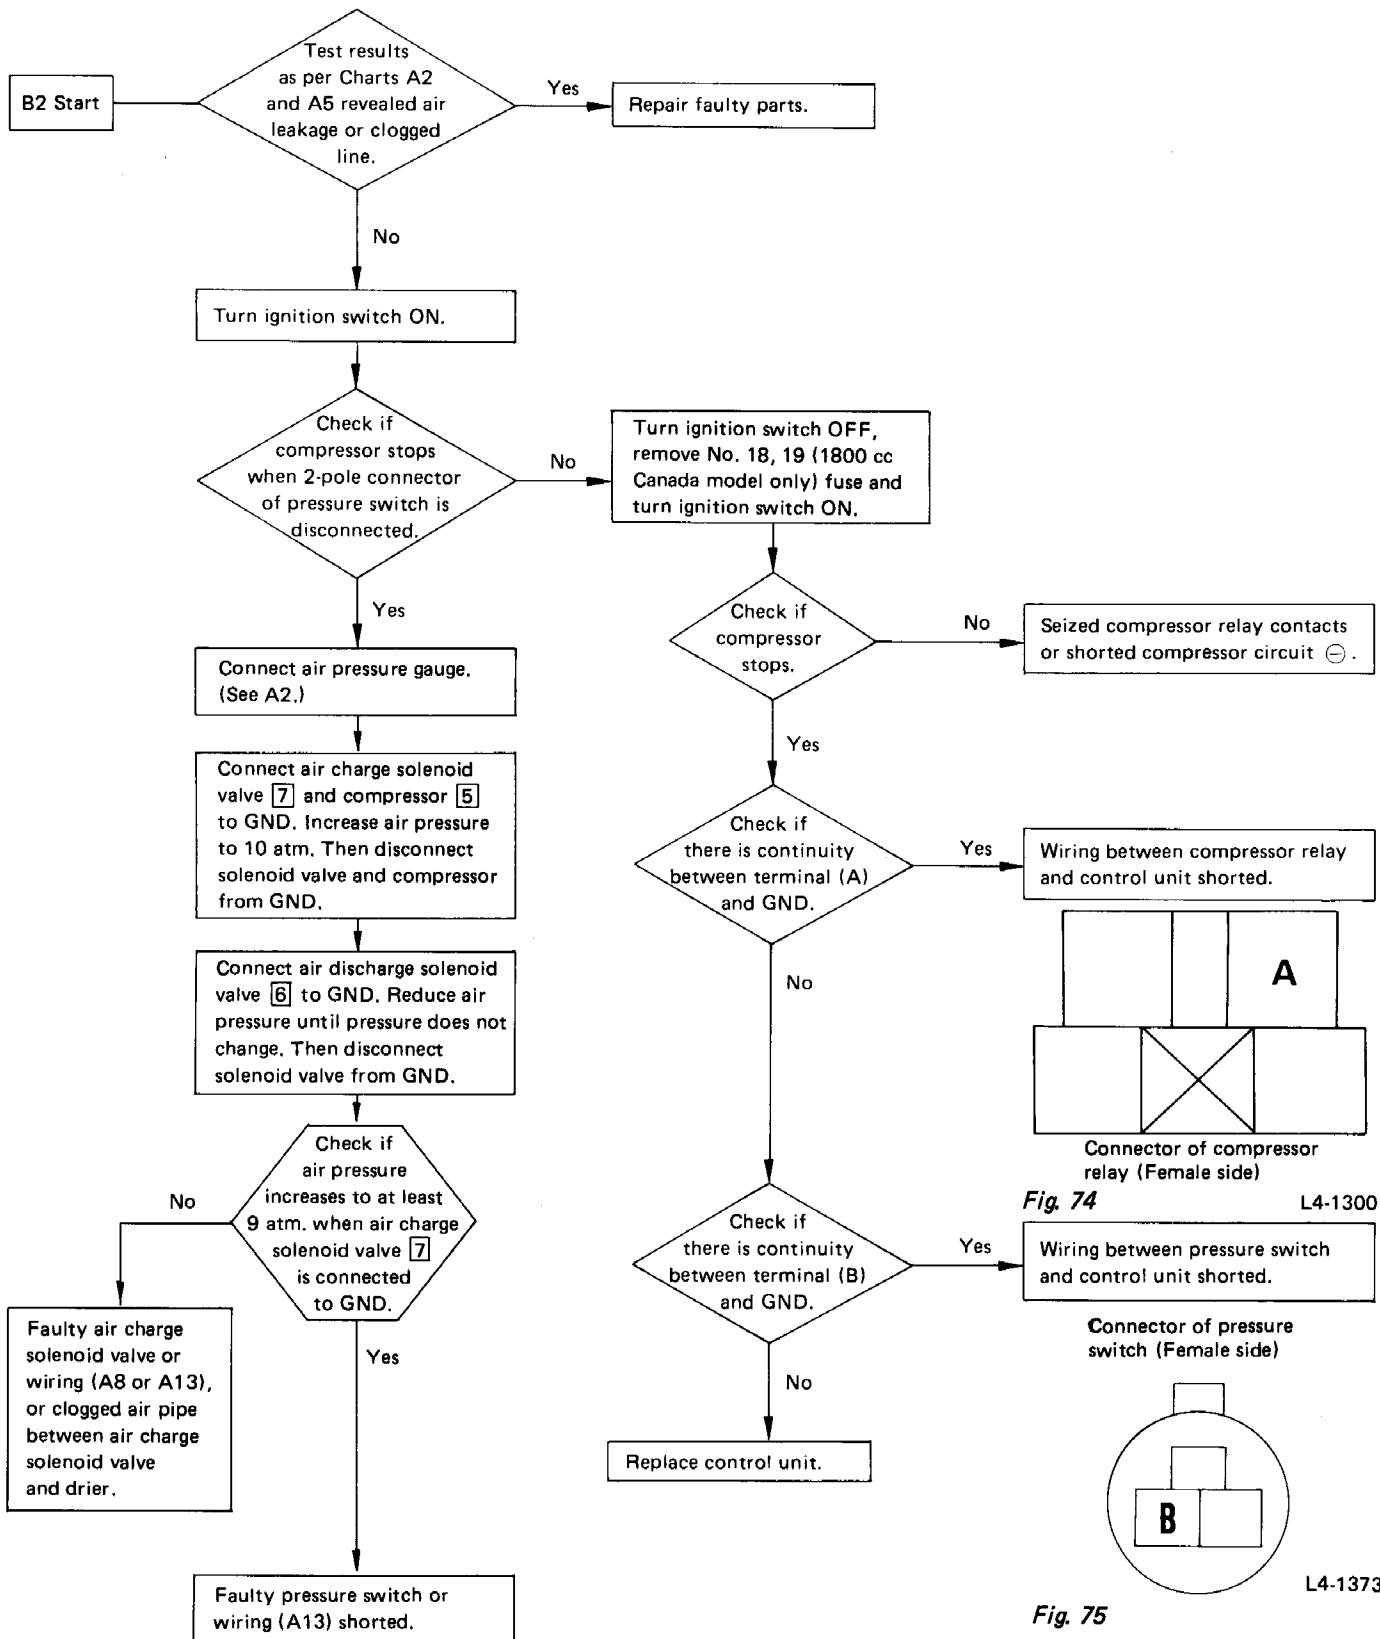 B2 Start
Test results
as per Charts A2
and A5 revealed air
leakage or clogged
line.
Yes
Repair faulty parts.
No
Turn ignition switch ON.
Check if
compressor stops
when 2-pole connector
of pressure switch is
disconnected.
No
Turn ignition switch OFF,
remove No. 18, 19 (1800 cc
Canada model only) fuse and
turn ignition switch ON.
Yes
Connect air pressure gauge.
(See A2.)
Connect air charge solenoid
valve 7 and compressor 5
to GND. Increase air pressure
to 10 atm. Then disconnect
solenoid valve and compressor
from GND.
Connect air discharge solenoid
valve 6 to GND. Reduce air
pressure until pressure does not
change. Then disconnect
solenoid valve from GND.
Check if
air pressure
increases to at least
9 atm. when air charge
solenoid valve 7
is connected
to GND.
No
Faulty air charge
solenoid valve or
wiring (A8 or A13),
or clogged air pipe
between air charge
solenoid valve
and drier.
Yes
Faulty pressure switch or
wiring (A13) shorted.
Check if
compressor
stops.
No
Seized compressor relay contacts
or shorted compressor circuit ⊖ .
Yes
Check if
there is continuity
between terminal (A)
and GND.
Yes
Wiring between compressor relay
and control unit shorted.
A
Connector of compressor
relay (Female side)
Fig. 74 L4-1300
No
Check if
there is continuity
between terminal (B)
and GND.
Yes
Wiring between pressure switch
and control unit shorted.
Connector of pressure
switch (Female side)
B
L4-1373
Fig. 75
No
Replace control unit.